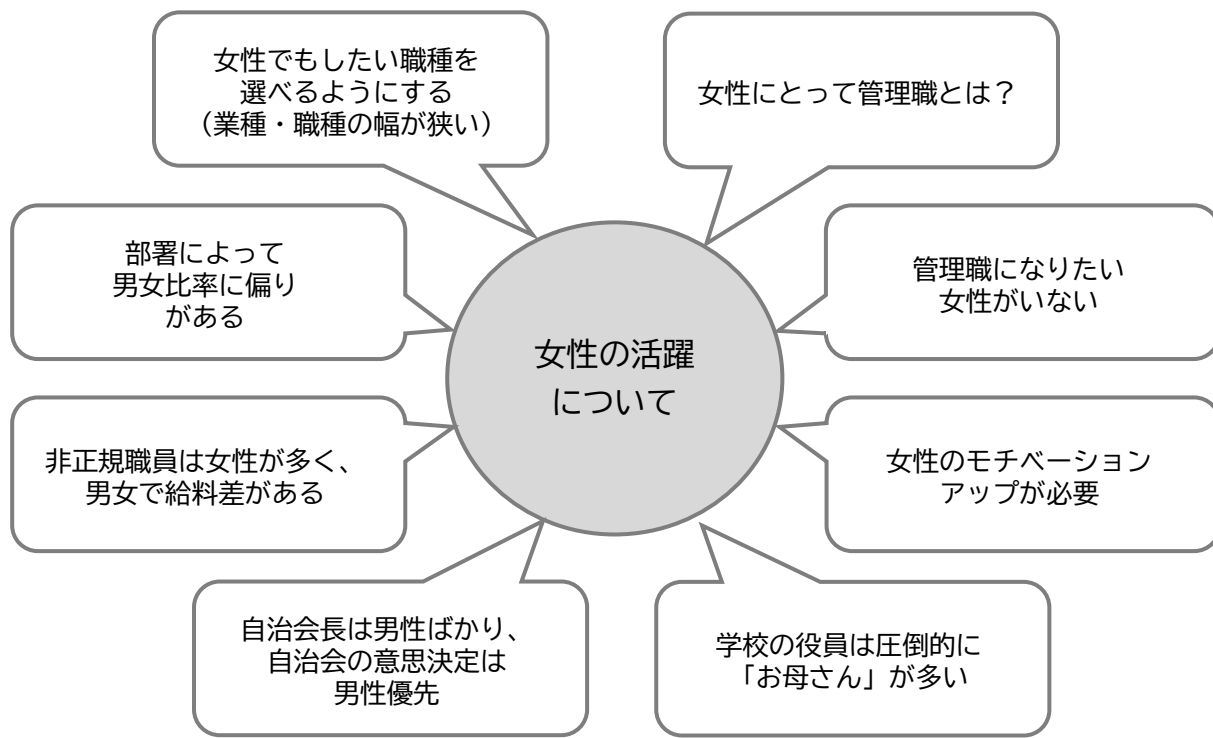 女性でもしたい職種を
選べるようにする
（業種・職種の幅が狭い）
女性にとって管理職とは？
部署によって
男女比率に偏り
がある
管理職になりたい
女性がいない
女性の活躍
について
非正規職員は女性が多く、
男女で給料差がある
女性のモチベーション
アップが必要
自治会長は男性ばかり、
自治会の意思決定は
男性優先
学校の役員は圧倒的に
「お母さん」が多い